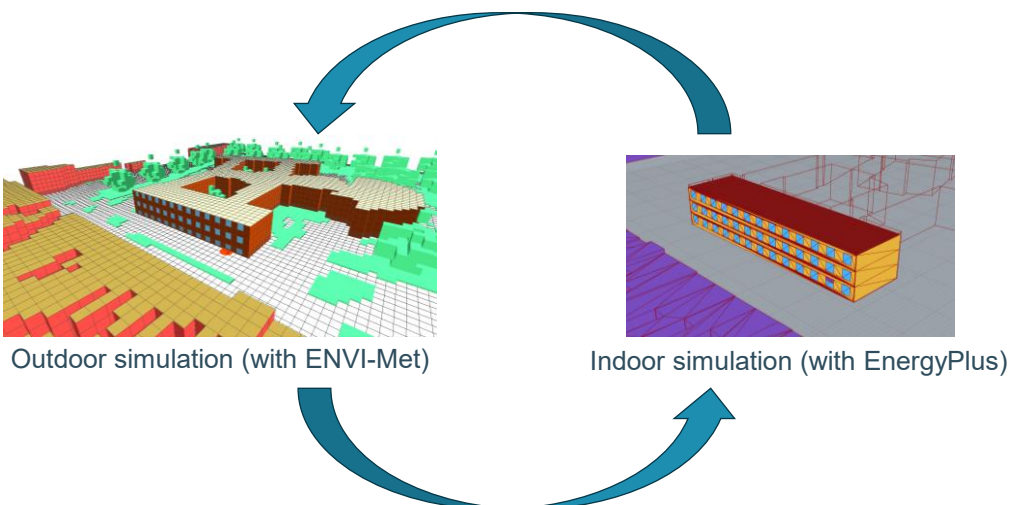 Outdoor simulation (with ENVI-Met)
Indoor simulation (with EnergyPlus)